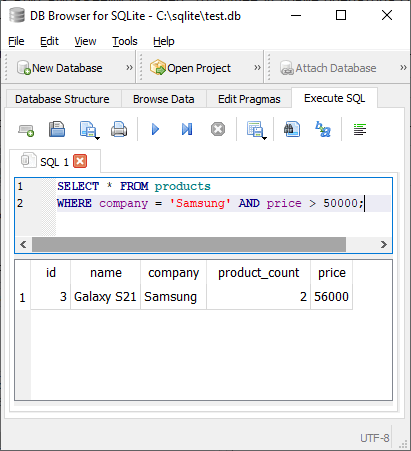 DB Browser for SQLite - C:\sqlite\test.db
File Edit View Tools Help
New Database Open Project Attach Database
Database Structure Browse Data Edit Pragmas Execute SQL
SQL 1
1 SELECT * FROM products
2 WHERE company = 'Samsung' AND price > 50000;
id name company product_count price
1 3 Galaxy S21 Samsung 2 56000
UTF-8